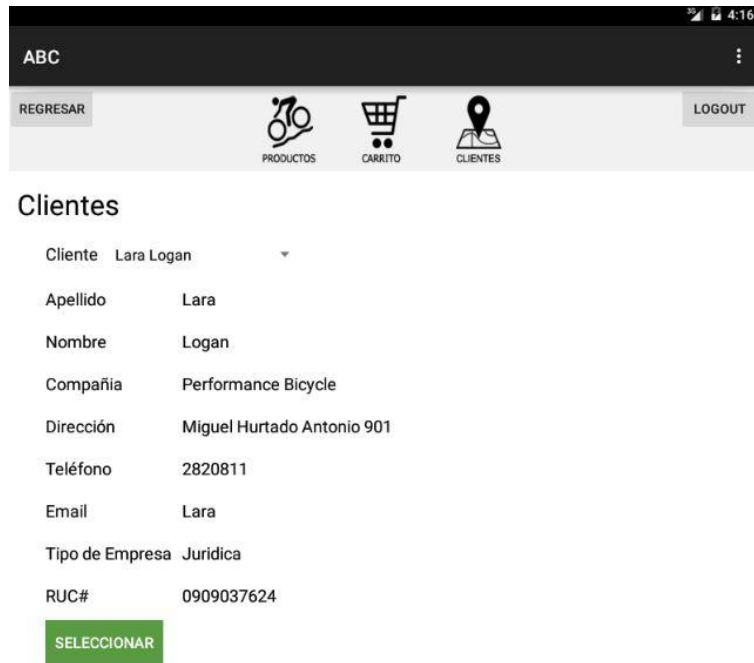 3G 4:16
ABC
REGRESAR
LOGOUT
PRODUCTOS
CARRITO
CLIENTES
Clientes
Cliente Lara Logan
Apellido Lara
Nombre Logan
Compañia Performance Bicycle
Dirección Miguel Hurtado Antonio 901
Teléfono 2820811
Email Lara
Tipo de Empresa Juridica
RUC# 0909037624
SELECCIONAR